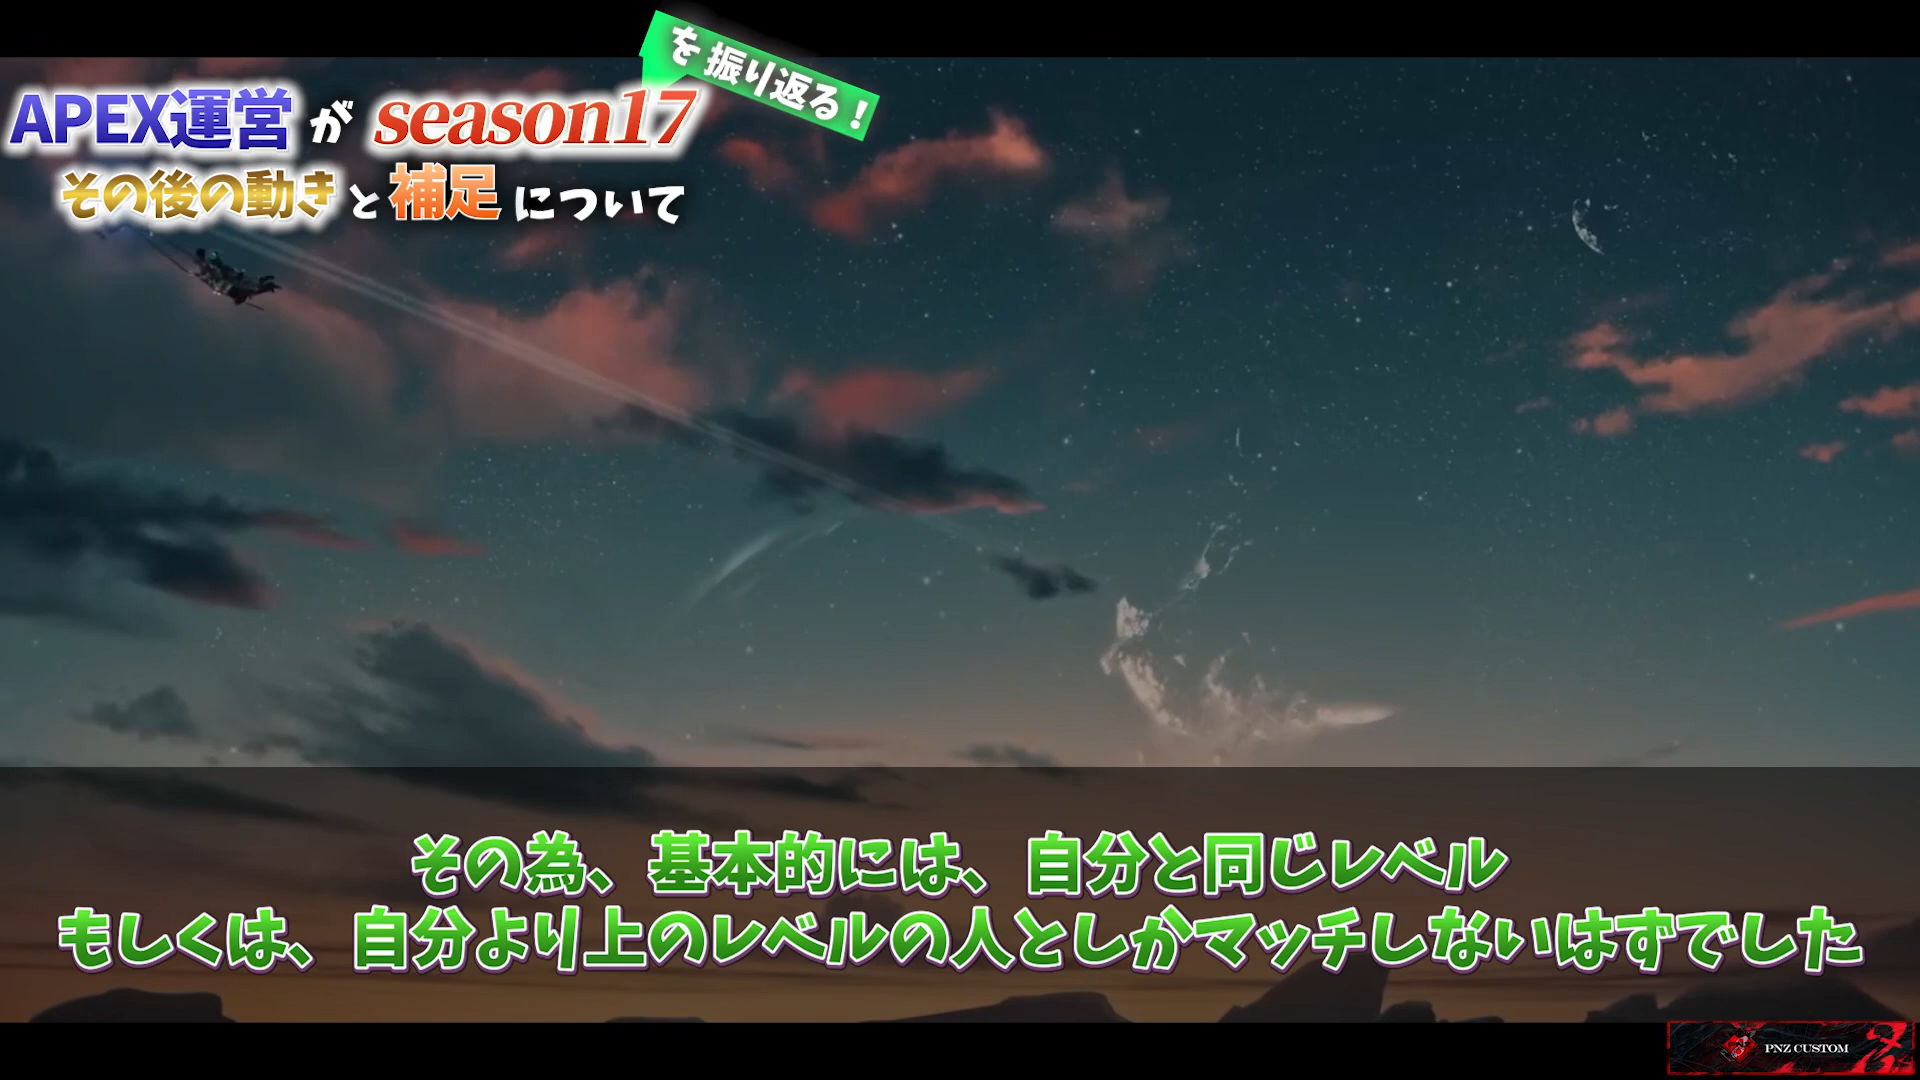 APEX運営が season17
を振り返る！
その後の動きと補足について
その為、基本的には、自分と同じレベル
もしくは、自分より上のレベルの人としかマッチしないはずでした
PNZ CUSTOM